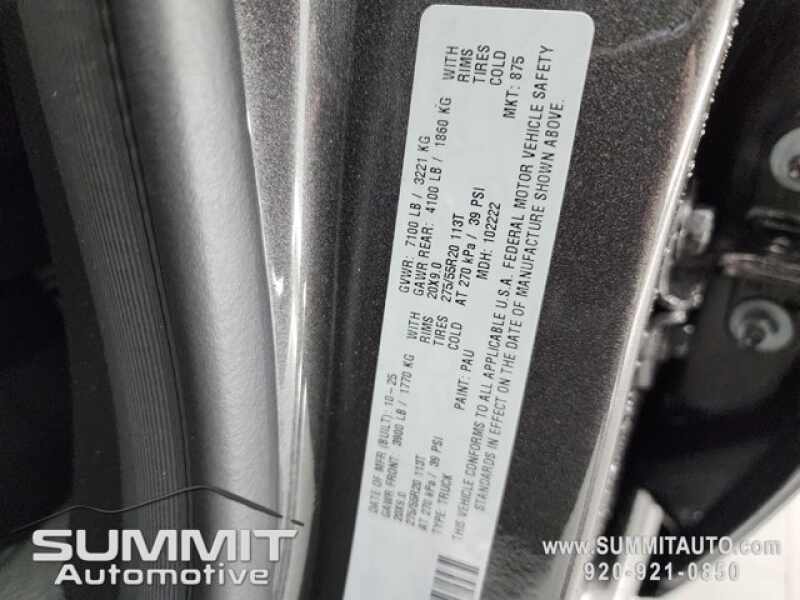 DATE OF MFR (BUILT): 10-25 GVWR: 7100 LB / 3221 KG
GAWR FRONT: 3900 LB / 1770 KG WITH GAWR REAR: 4100 LB / 1860 KG WITH
20X9.0 RIMS 20X9.0 RIMS
275/55R20 113T TIRES 275/55R20 113T TIRES
AT 270 kPa / 39 PSI COLD AT 270 kPa / 39 PSI COLD
TYPE: TRUCK PAINT: PAU MDH: 102222 MKT: 875
THIS VEHICLE CONFORMS TO ALL APPLICABLE U.S.A. FEDERAL MOTOR VEHICLE SAFETY
STANDARDS IN EFFECT ON THE DATE OF MANUFACTURE SHOWN ABOVE.
SUMMIT
Automotive
WWW.SUMMITAUTO.COM
920-921-0850